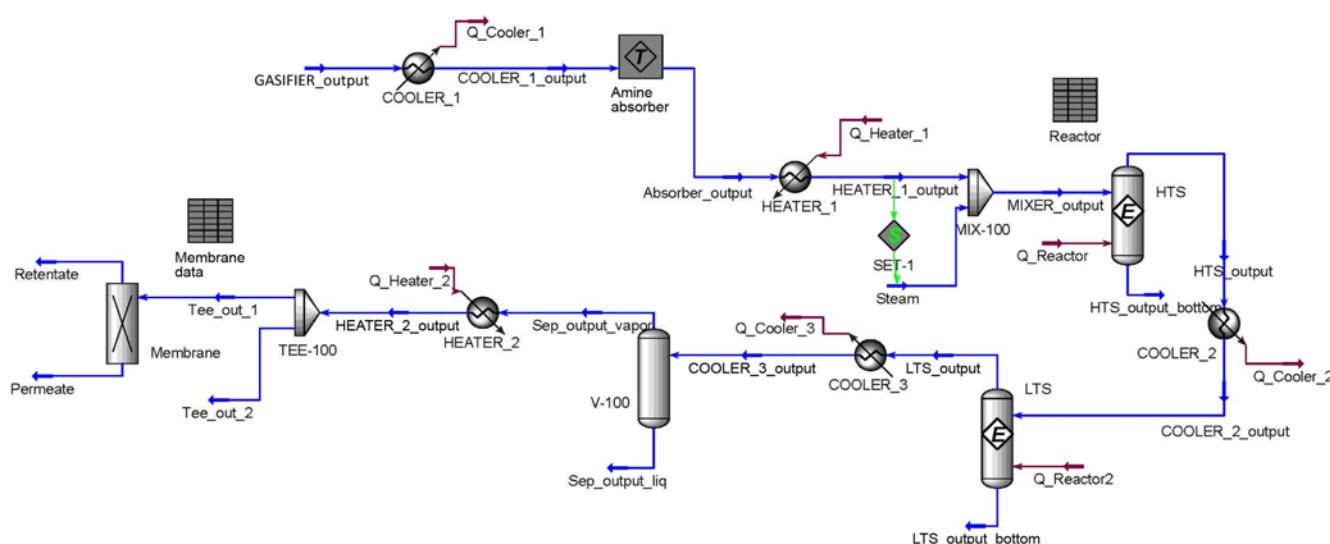 Q_Cooler_1
GASIFIER_output
COOLER_1
COOLER_1_output
T
Amine
absorber
Reactor
Q_Heater_1
Absorber_output
HEATER_1
HEATER_1_output
S
SET-1
Steam
MIX-100
MIXER_output
E
HTS
Q_Reactor
HTS_output
HTS_output_bottom
COOLER_2
Q_Cooler_2
COOLER_2_output
LTS
E
Q_Reactor2
LTS_output_bottom
LTS_output
Q_Cooler_3
COOLER_3
COOLER_3_output
V-100
Sep_output_vapor
Sep_output_liq
Q_Heater_2
HEATER_2
HEATER_2_output
TEE-100
Tee_out_1
Tee_out_2
Membrane
data
Retentate
Membrane
Permeate